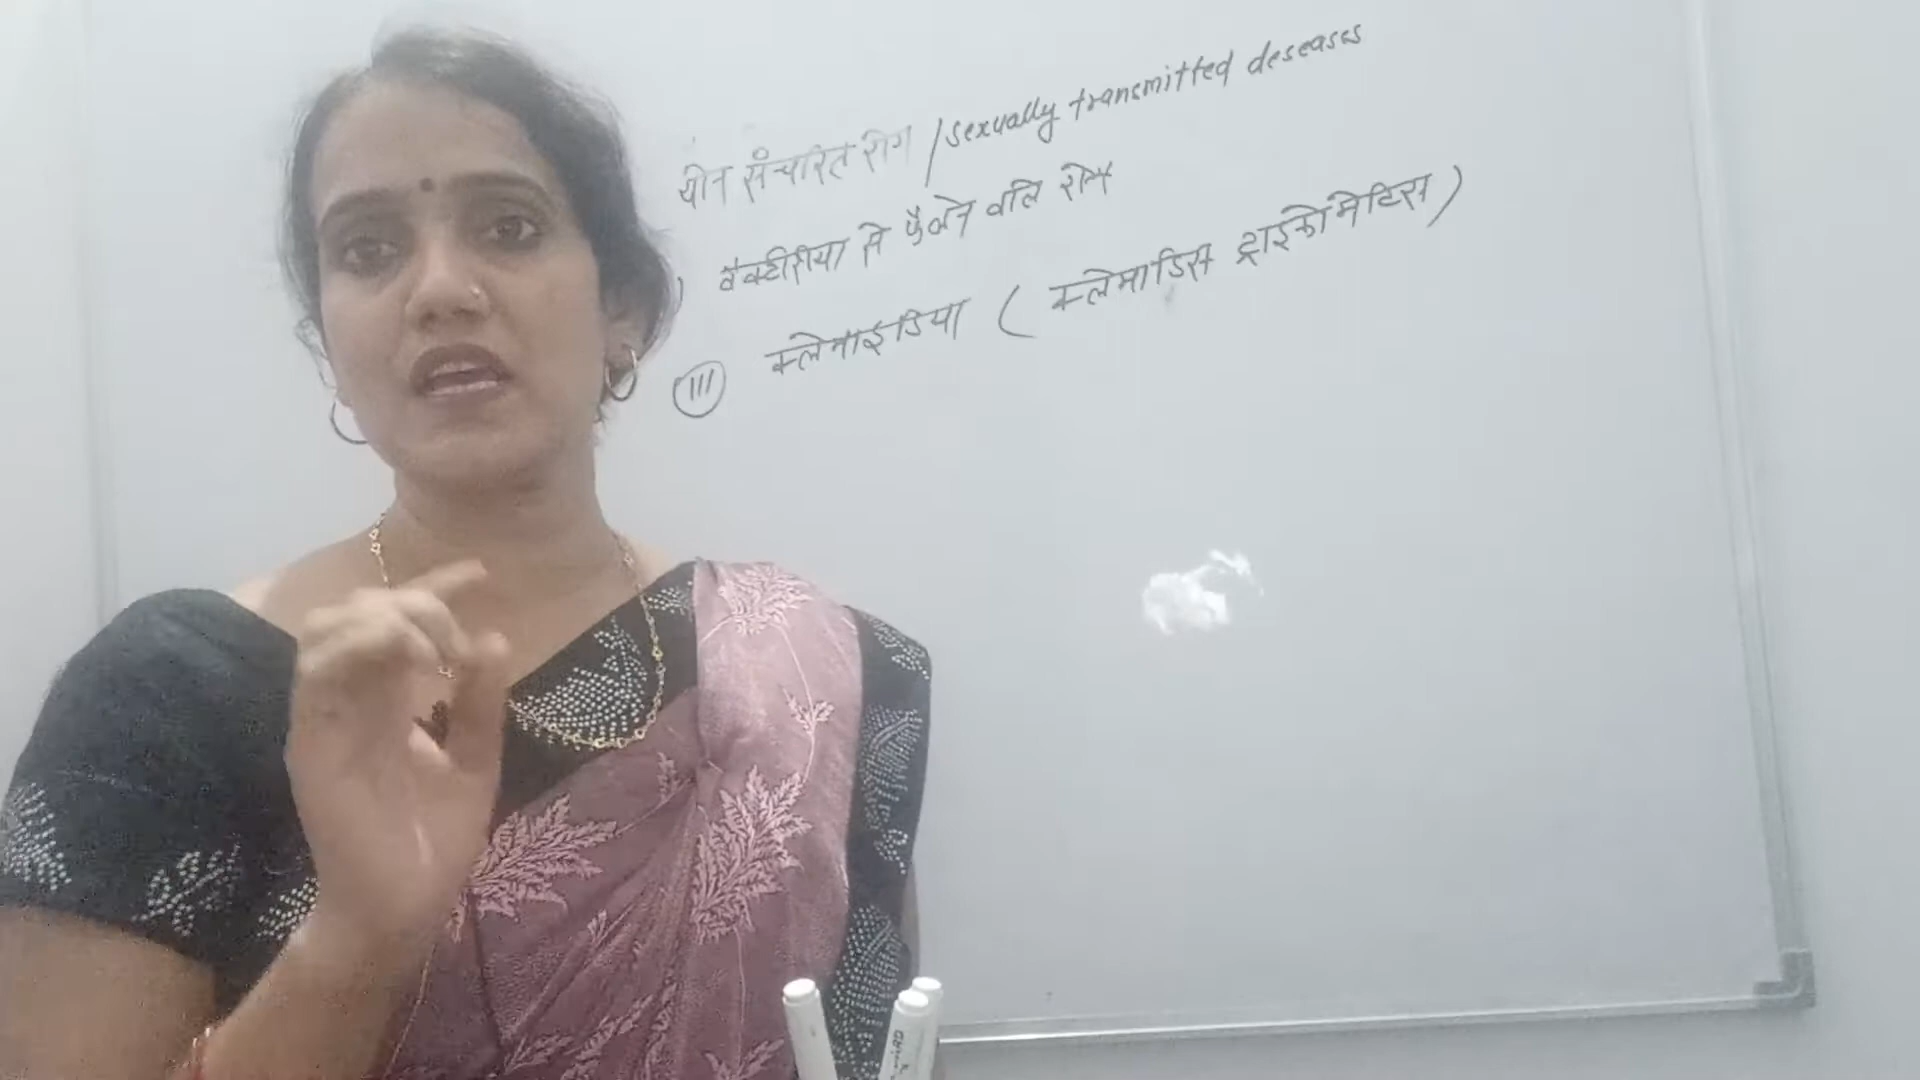 यौन संचारित रोग / sexually transmitted deseases
) बैक्टीरिया से फैलने वाले रोग
(III) क्लेमाइडिया ( क्लेमाडिस ट्राइकोमेटिस )